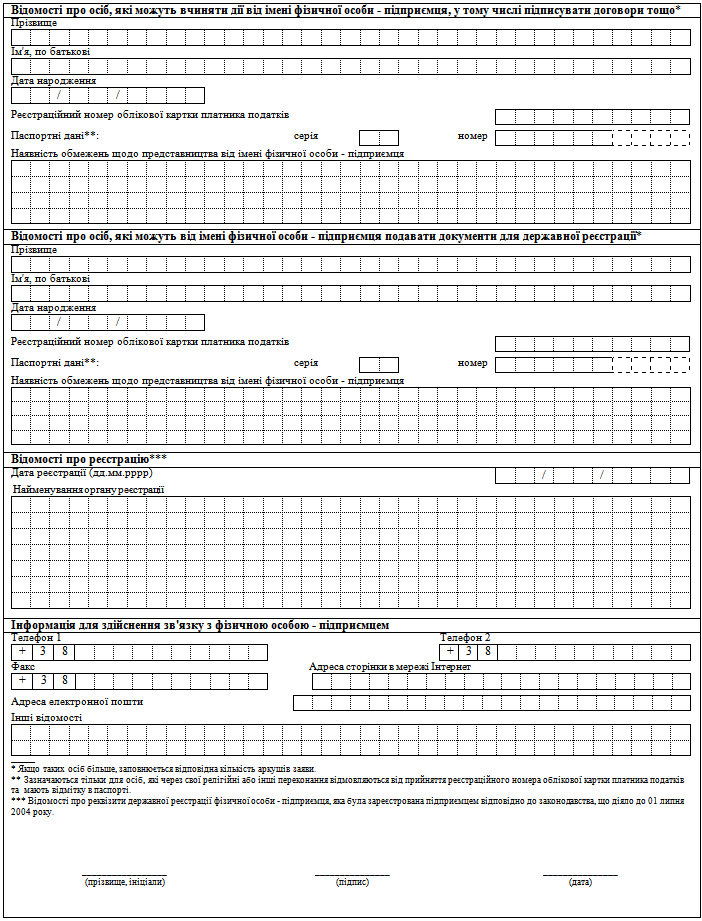 Відомості про осіб, які можуть вчиняти дії від імені фізичної особи - підприємця, у тому числі підписувати договори тощо*
Прізвище
Ім'я, по батькові
Дата народження
/ /
Реєстраційний номер облікової картки платника податків
Паспортні дані**: серія номер
Наявність обмежень щодо представництва від імені фізичної особи - підприємця
Відомості про осіб, які можуть від імені фізичної особи - підприємця подавати документи для державної реєстрації*
Прізвище
Ім'я, по батькові
Дата народження
/ /
Реєстраційний номер облікової картки платника податків
Паспортні дані**: серія номер
Наявність обмежень щодо представництва від імені фізичної особи - підприємця
Відомості про реєстрацію***
Дата реєстрації (дд.мм.рррр) / /
Найменування органу реєстрації
Інформація для здійснення зв'язку з фізичною особою - підприємцем
Телефон 1 Телефон 2
+ 3 8 + 3 8
Факс Адреса сторінки в мережі Інтернет
+ 3 8
Адреса електронної пошти
Інші відомості
* Якщо таких осіб більше, заповнюється відповідна кількість аркушів заяви.
** Зазначаються тільки для осіб, які через свої релігійні або інші переконання відмовляються від прийняття реєстраційного номера облікової картки платника податків
та мають відмітку в паспорті.
*** Відомості про реквізити державної реєстрації фізичної особи - підприємця, яка була зареєстрована підприємцем відповідно до законодавства, що діяло до 01 липня
2004 року.
(прізвище, ініціали) (підпис) (дата)